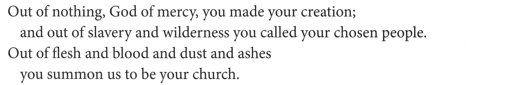 Out of nothing, God of mercy, you made your creation;
and out of slavery and wilderness you called your chosen people.
Out of flesh and blood and dust and ashes
you summon us to be your church.